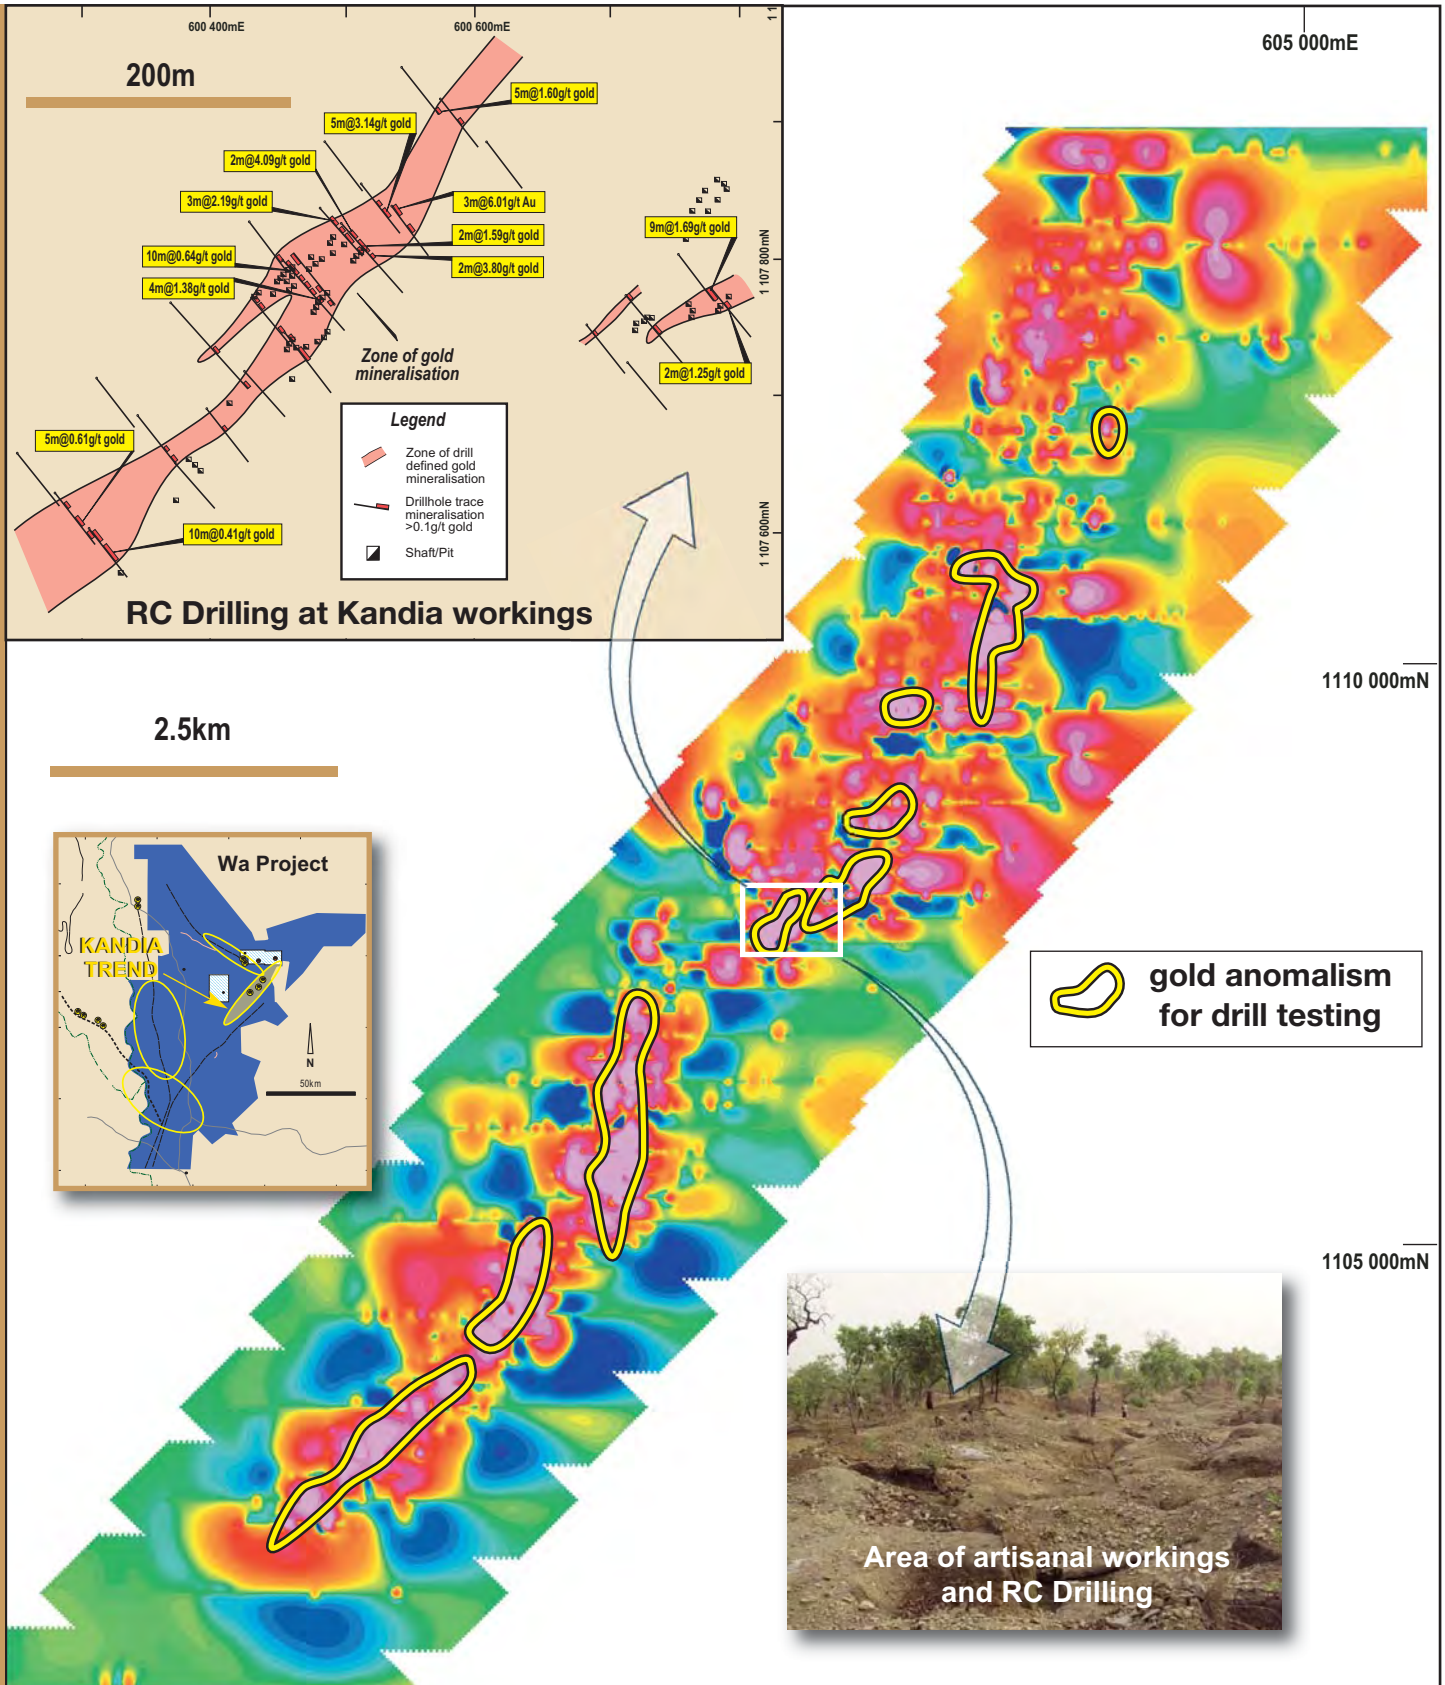 600 400mE
600 600mE
11
605 000mE
200m
5m@1.60g/t gold
5m@3.14g/t gold
2m@4.09g/t gold
3m@2.19g/t gold
3m@6.01g/t Au
2m@1.59g/t gold
9m@1.69g/t gold
10m@0.64g/t gold
2m@3.80g/t gold
4m@1.38g/t gold
1 107 800mN
Zone of gold
mineralisation
2m@1.25g/t gold
5m@0.61g/t gold
10m@0.41g/t gold
Legend
Zone of drill
defined gold
mineralisation
Drillhole trace
mineralisation
>0.1g/t gold
Shaft/Pit
1 107 600mN
RC Drilling at Kandia workings
1110 000mN
2.5km
Wa Project
KANDIA
TREND
N
50km
gold anomalism
for drill testing
1105 000mN
Area of artisanal workings
and RC Drilling